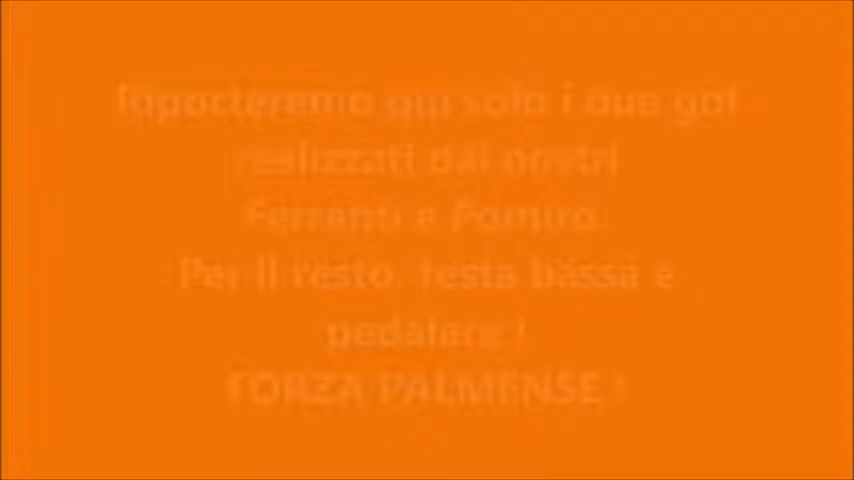 Riporteremo qui solo i due gol
realizzati dai nostri
Ferranti e
Per il resto, testa bassa e
pedalare !
FORZA PALMENSE !